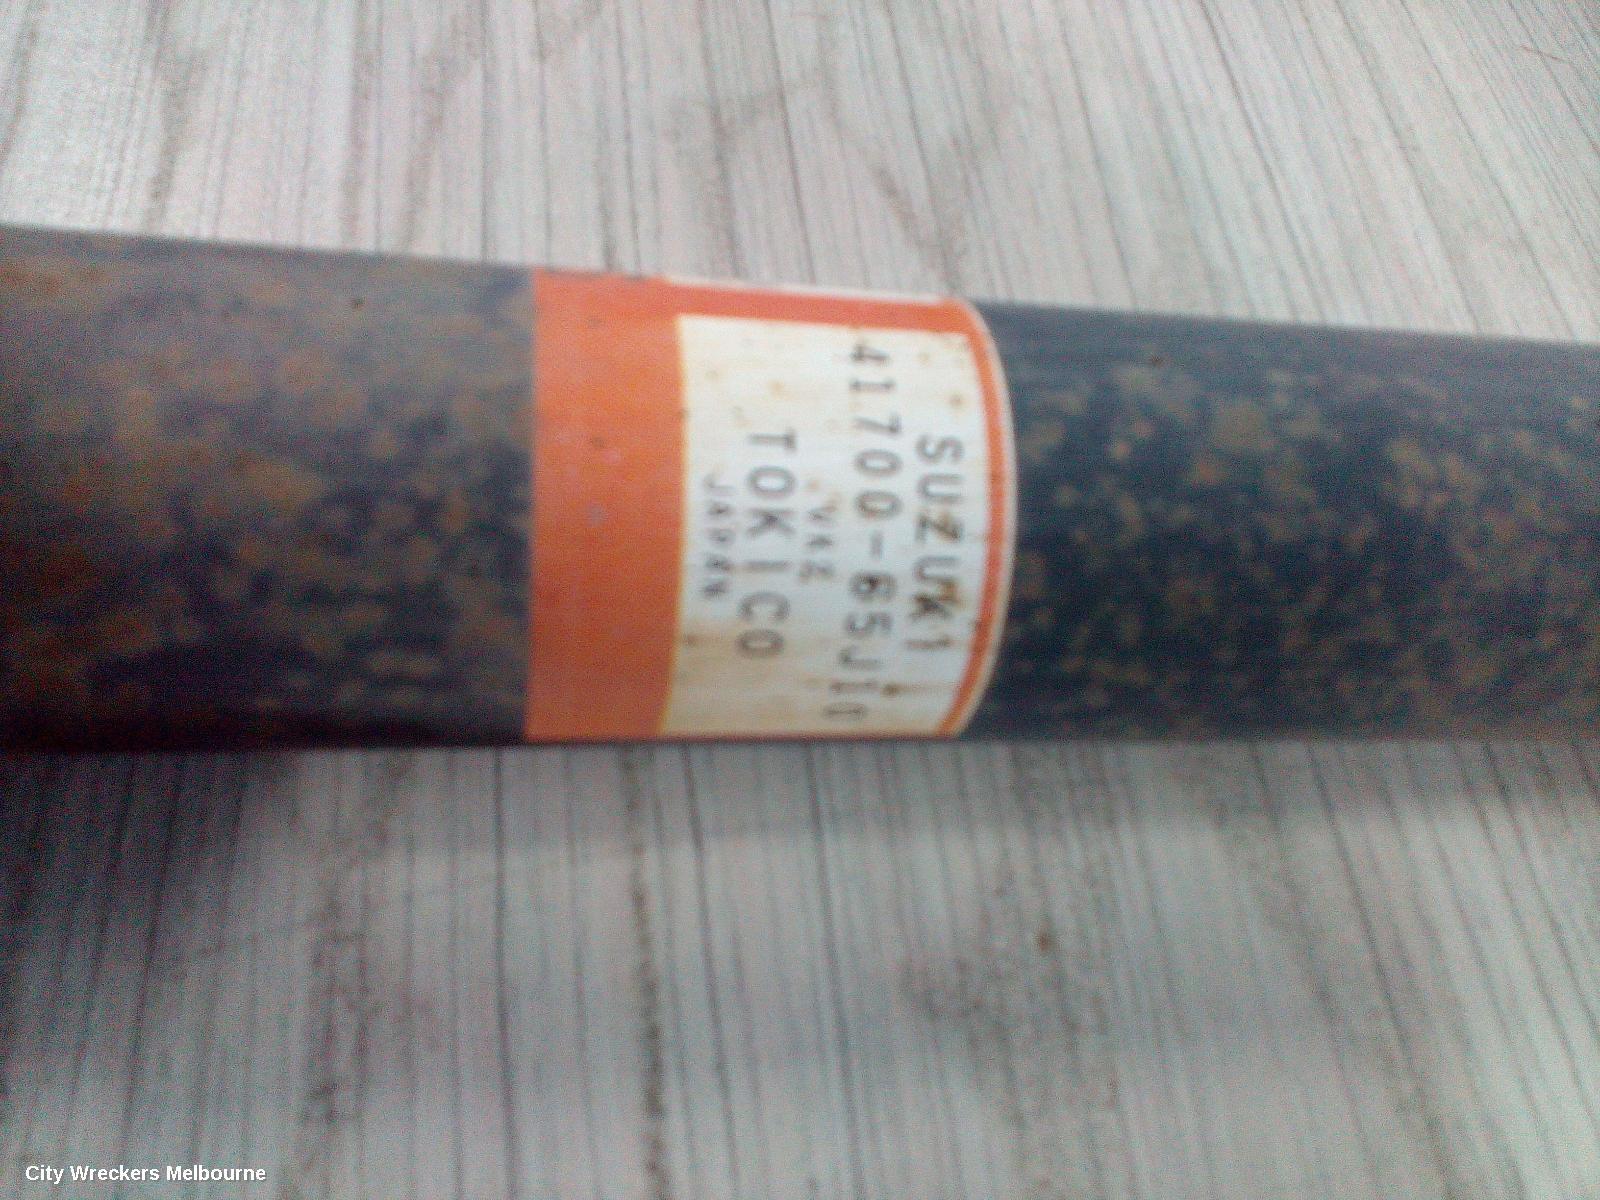 SUZUKI
41700-65J10
TOKICO
JAPAN
City Wreckers Melbourne